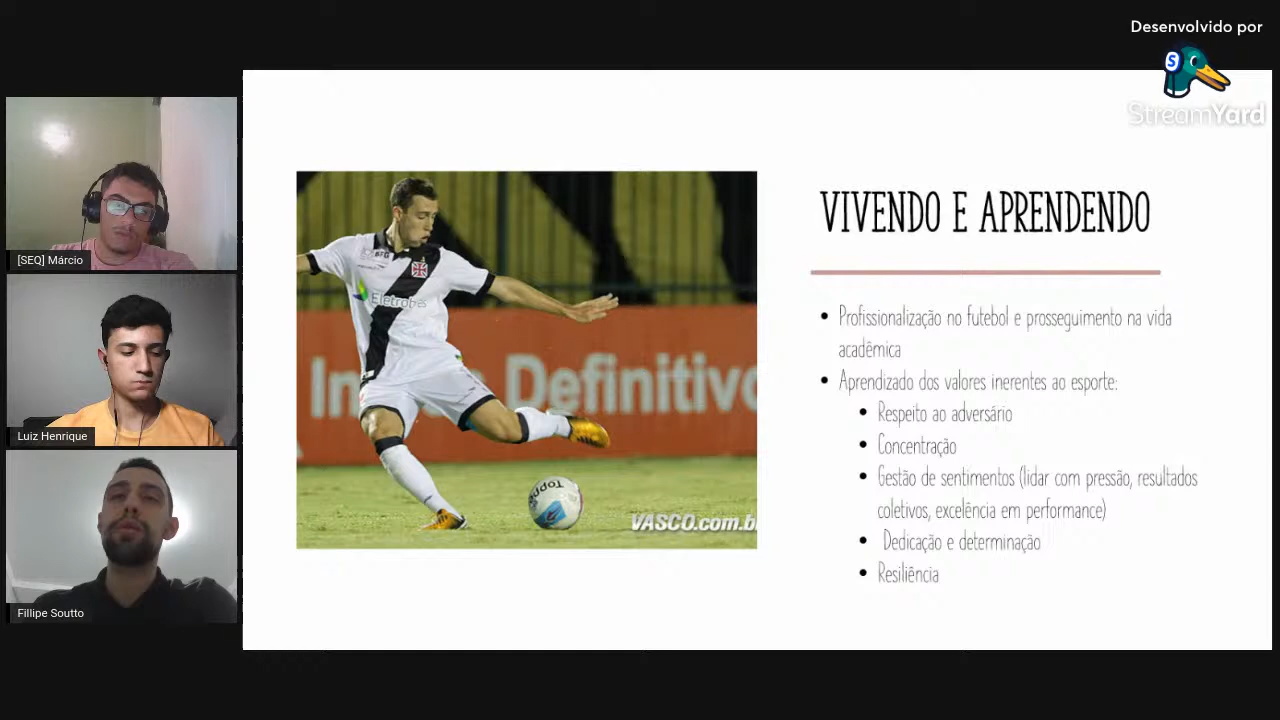 Desenvolvido por
S
StreamYard
[SEQ] Márcio
Luiz Henrique
Fillipe Soutto
Eletrobras
Definitivo
Topper
VASCO.com.b
VIVENDO E APRENDENDO
• Profissionalização no futebol e prosseguimento na vida
acadêmica
• Aprendizado dos valores inerentes ao esporte:
• Respeito ao adversário
• Concentração
• Gestão de sentimentos (lidar com pressão, resultados
coletivos, excelência em performance)
• Dedicação e determinação
• Resiliência